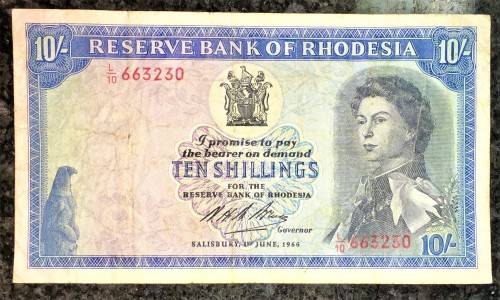 10/- RESERVE BANK OF RHODESIA 10/-
L/10 663230
I promise to pay
the bearer on demand
TEN SHILLINGS
FOR THE
RESERVE BANK OF RHODESIA
Governor
SALISBURY, 1ST JUNE, 1966
L/10 663230
10/-